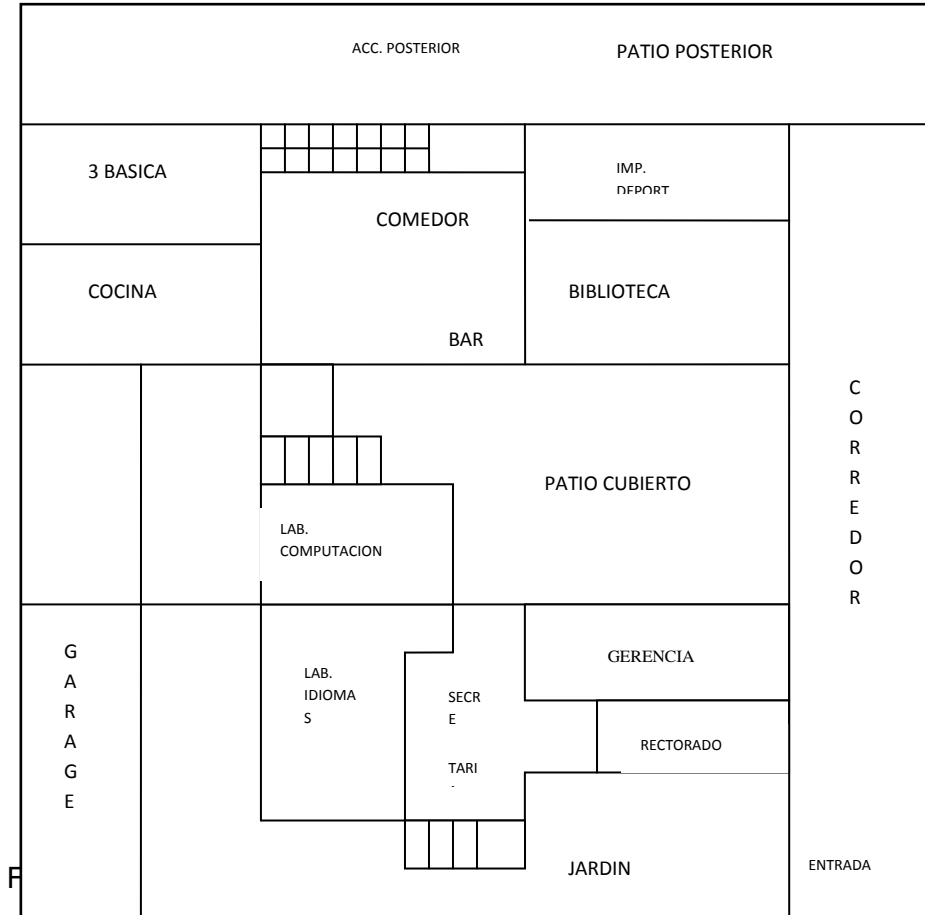 ACC. POSTERIOR
PATIO POSTERIOR
3 BASICA
IMP.
DEPORT
COMEDOR
COCINA
BIBLIOTECA
BAR
C
O
R
R
E
D
O
R
PATIO CUBIERTO
LAB.
COMPUTACION
G
A
R
A
G
E
LAB.
IDIOMA
S
SECR
E
TARI
GERENCIA
RECTORADO
JARDIN
ENTRADA
F